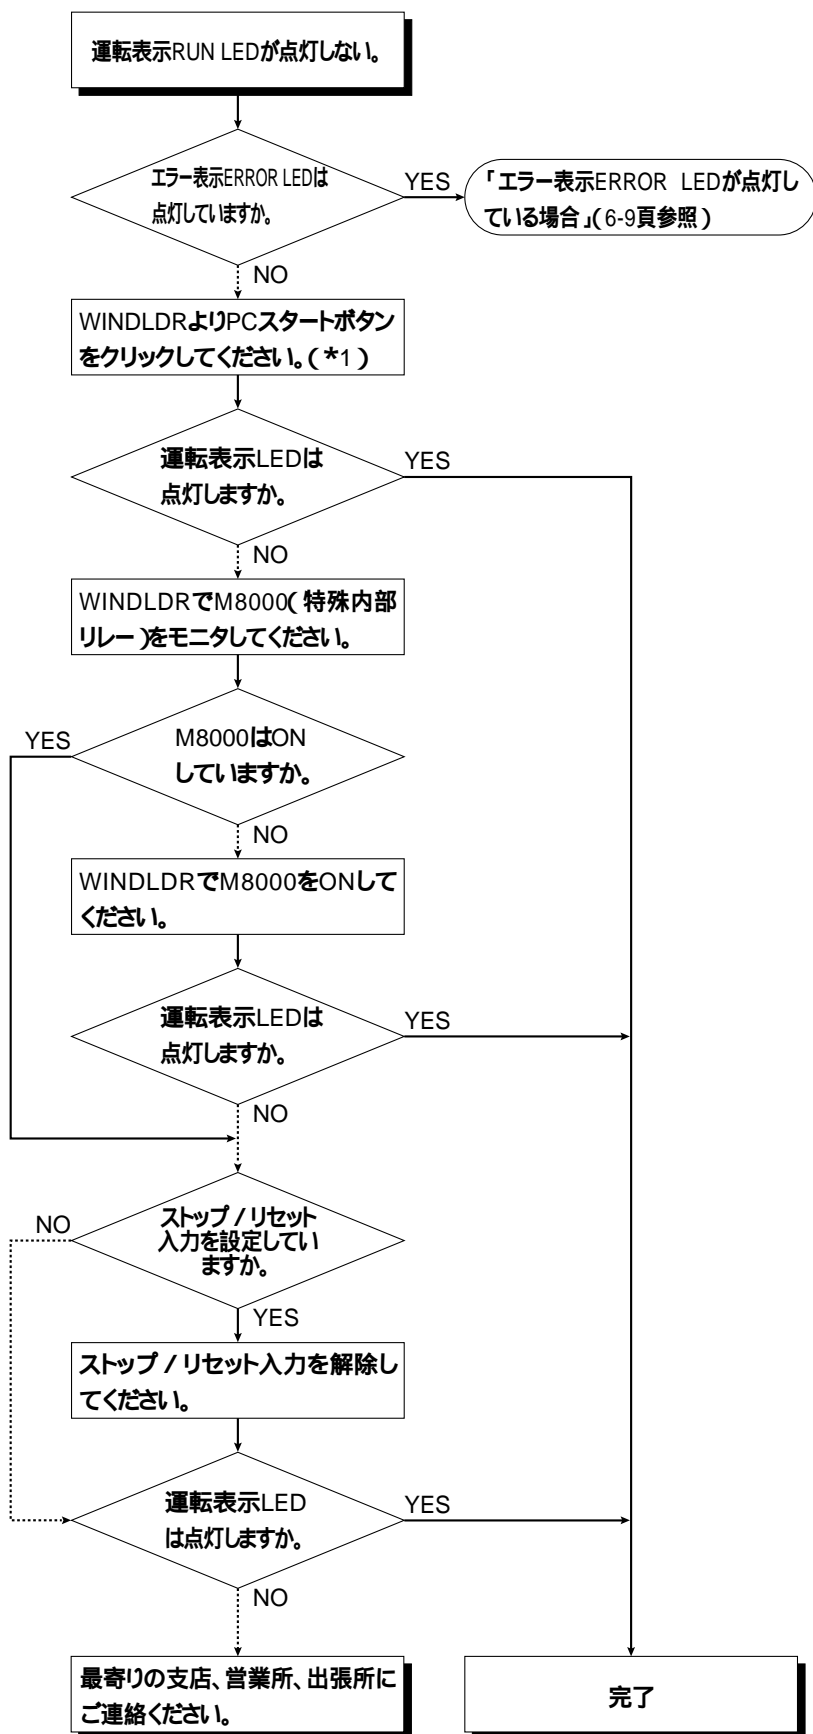 運転表示RUN LEDが点灯しない。
エラー表示ERROR LEDは
点灯していますか。
YES
「エラー表示ERROR LEDが点灯し
ている場合」(6-9頁参照)
NO
WINDLDRよりPCスタートボタン
をクリックしてください。(*1)
運転表示LEDは
点灯しますか。
YES
NO
WINDLDRでM8000(特殊内部
リレー)をモニタしてください。
YES
M8000はON
していますか。
NO
WINDLDRでM8000をONして
ください。
運転表示LEDは
点灯しますか。
YES
NO
NO
ストップ/リセット
入力を設定してい
ますか。
YES
ストップ/リセット入力を解除し
てください。
運転表示LED
は点灯しますか。
YES
NO
最寄りの支店、営業所、出張所に
ご連絡ください。
完了